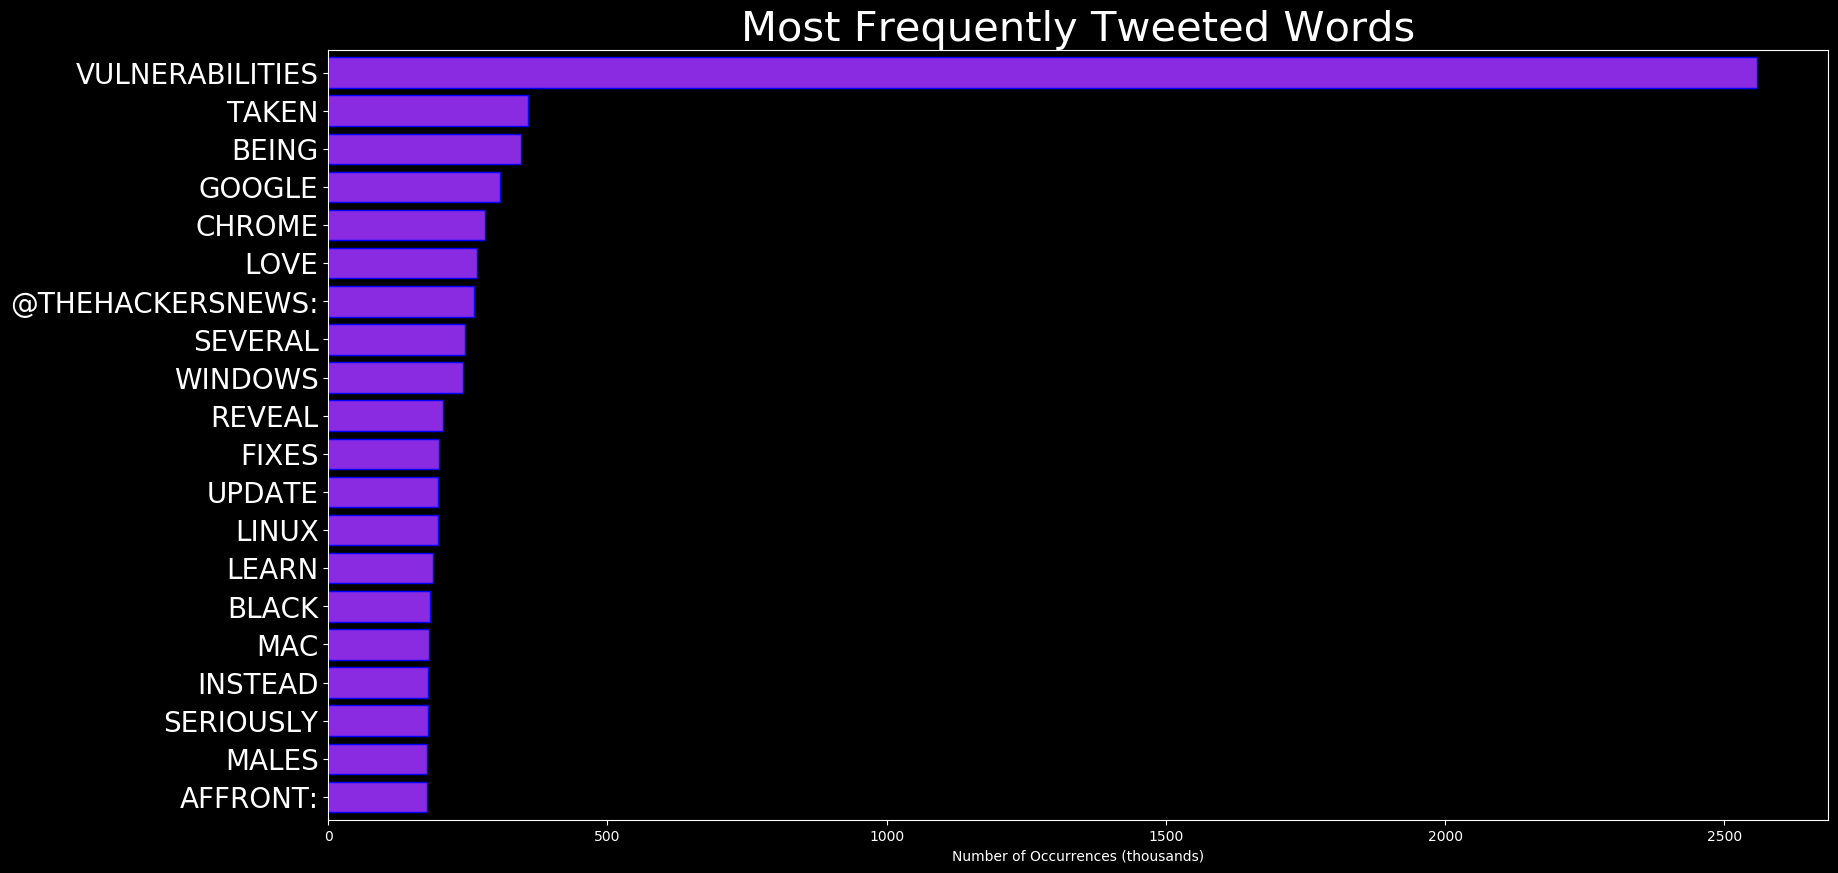 Most Frequently Tweeted Words
VULNERABILITIES
TAKEN
BEING
GOOGLE
CHROME
LOVE
@THEHACKERSNEWS:
SEVERAL
WINDOWS
REVEAL
FIXES
UPDATE
LINUX
LEARN
BLACK
MAC
INSTEAD
SERIOUSLY
MALES
AFFRONT:
0 500 1000 1500 2000 2500
Number of Occurrences (thousands)